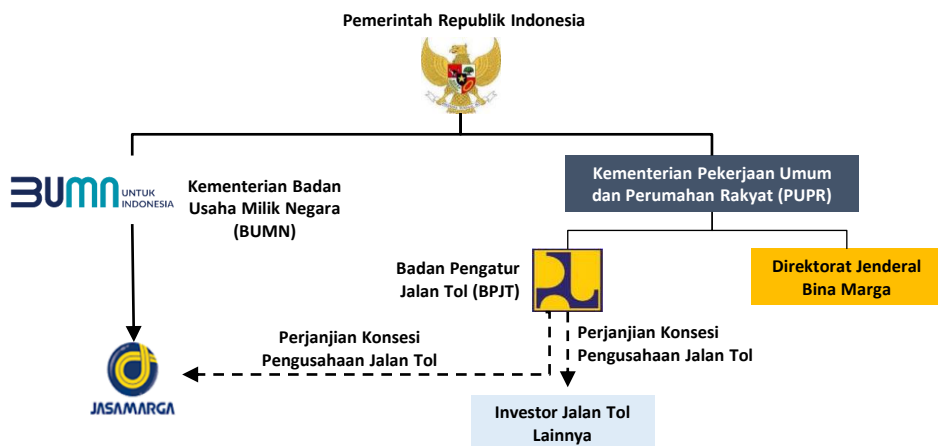 Pemerintah Republik Indonesia
BUMN UNTUK
INDONESIA
Kementerian Badan
Usaha Milik Negara
(BUMN)
Kementerian Pekerjaan Umum
dan Perumahan Rakyat (PUPR)
Badan Pengatur
Jalan Tol (BPJT)
Direktorat Jenderal
Bina Marga
Perjanjian Konsesi
Pengusahaan Jalan Tol
Perjanjian Konsesi
Pengusahaan Jalan Tol
JASAMARGA
Investor Jalan Tol
Lainnya